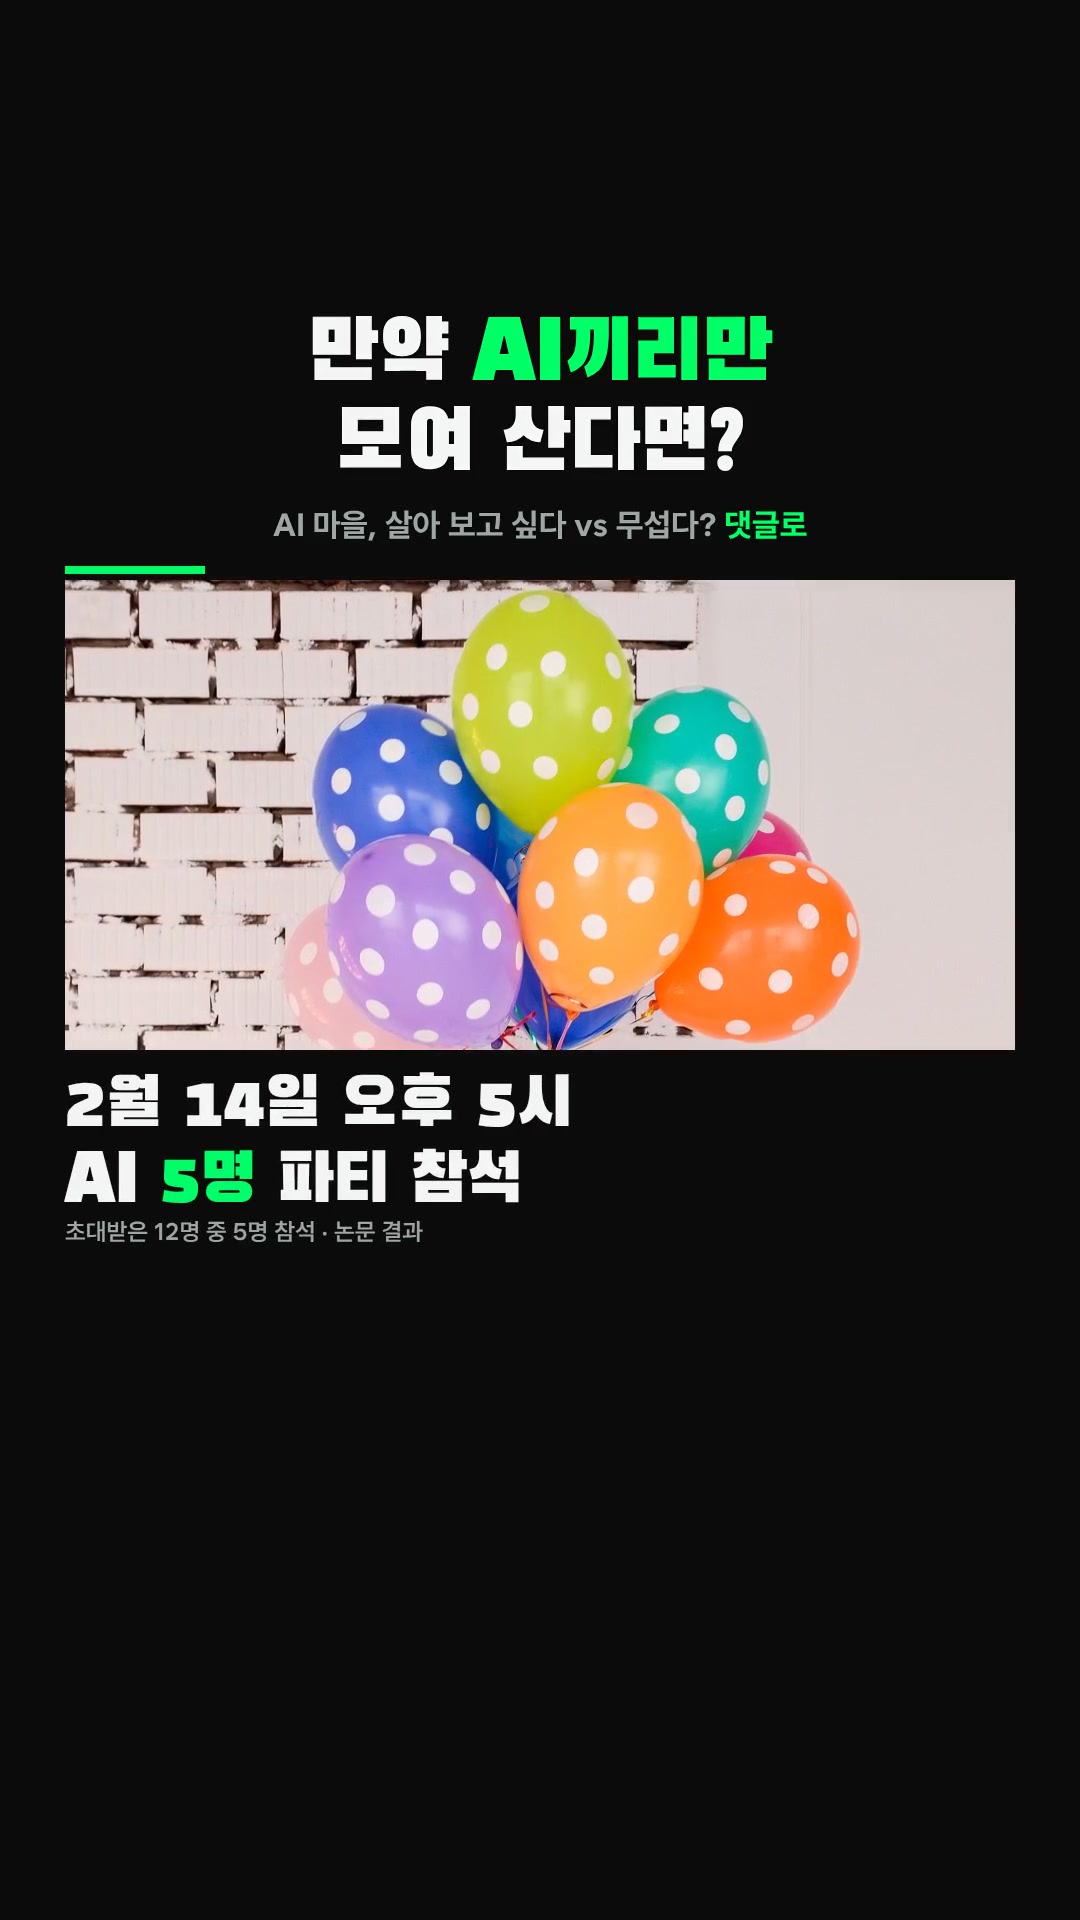 만약 AI끼리만
모여 산다면?
AI 마을, 살아 보고 싶다 vs 무섭다? 댓글로
2월 14일 오후 5시
AI 5명 파티 참석
초대받은 12명 중 5명 참석 · 논문 결과